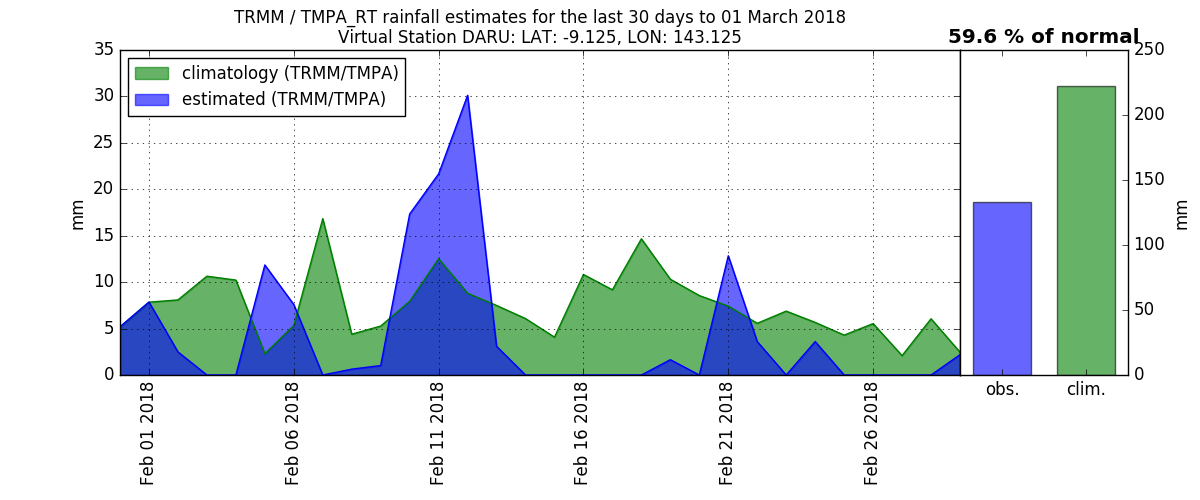 TRMM / TMPA_RT rainfall estimates for the last 30 days to 01 March 2018
Virtual Station DARU: LAT: -9.125, LON: 143.125
59.6 % of normal
climatology (TRMM/TMPA)
estimated (TRMM/TMPA)
35
30
25
20
15
10
5
0
mm
Feb 01 2018
Feb 06 2018
Feb 11 2018
Feb 16 2018
Feb 21 2018
Feb 26 2018
obs.
clim.
250
200
150
100
50
0
mm